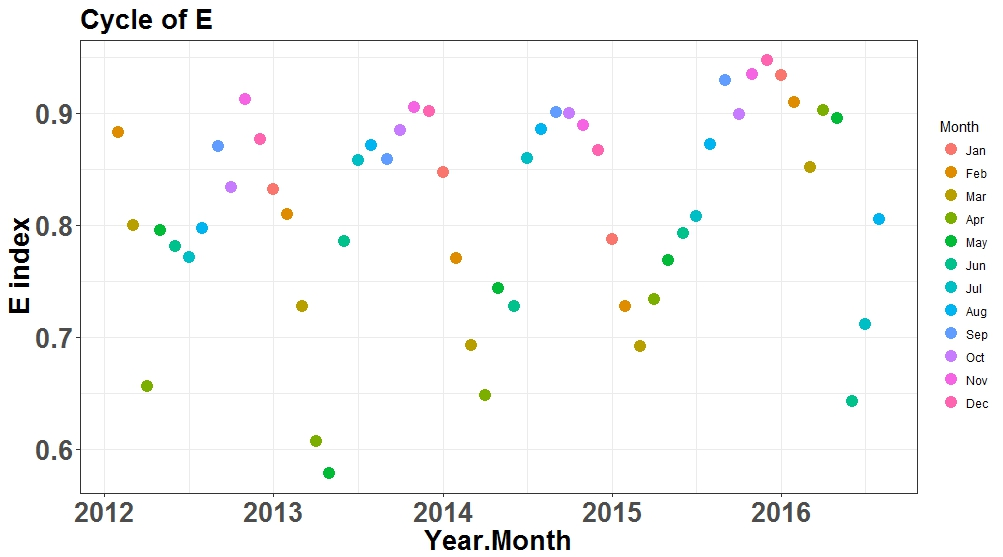 Cycle of E
E index
0.9
0.8
0.7
0.6
2012 2013 2014 2015 2016
Year.Month
Month
Jan
Feb
Mar
Apr
May
Jun
Jul
Aug
Sep
Oct
Nov
Dec